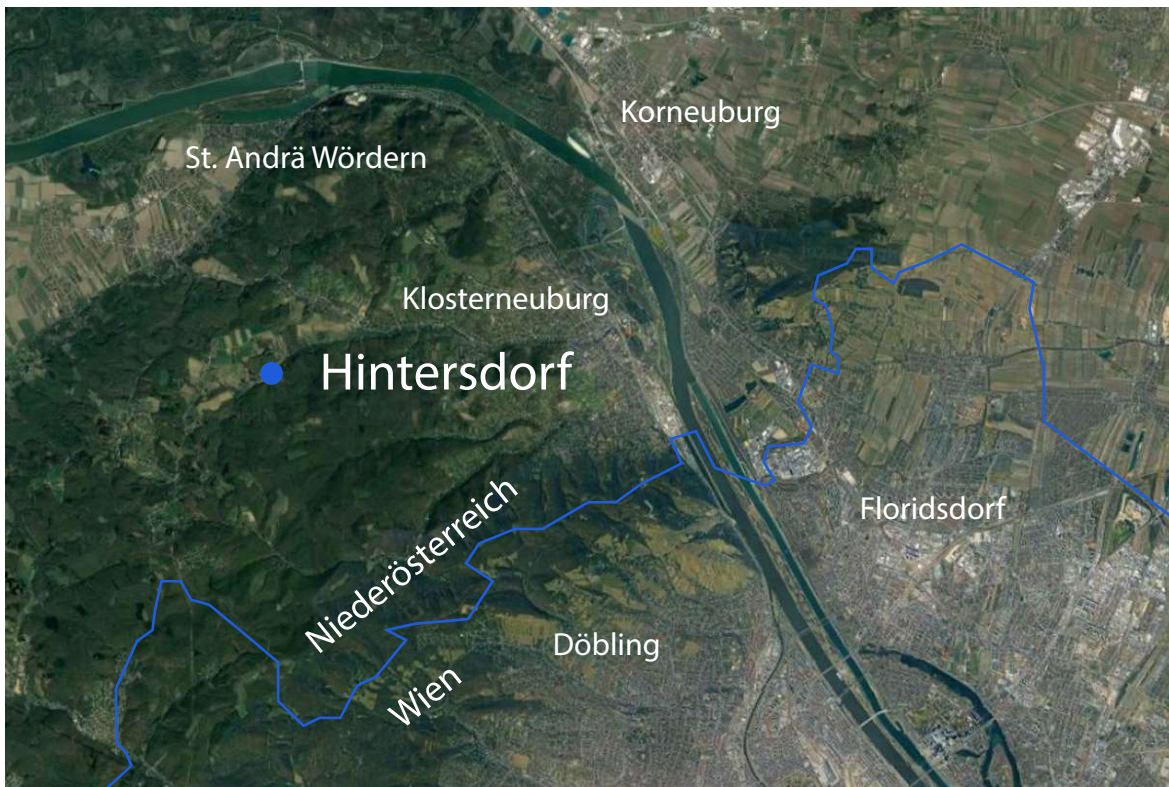 Korneuburg
St. Andrä Wördern
Klosterneuburg
Hintersdorf
Floridsdorf
Niederösterreich
Döbling
Wien